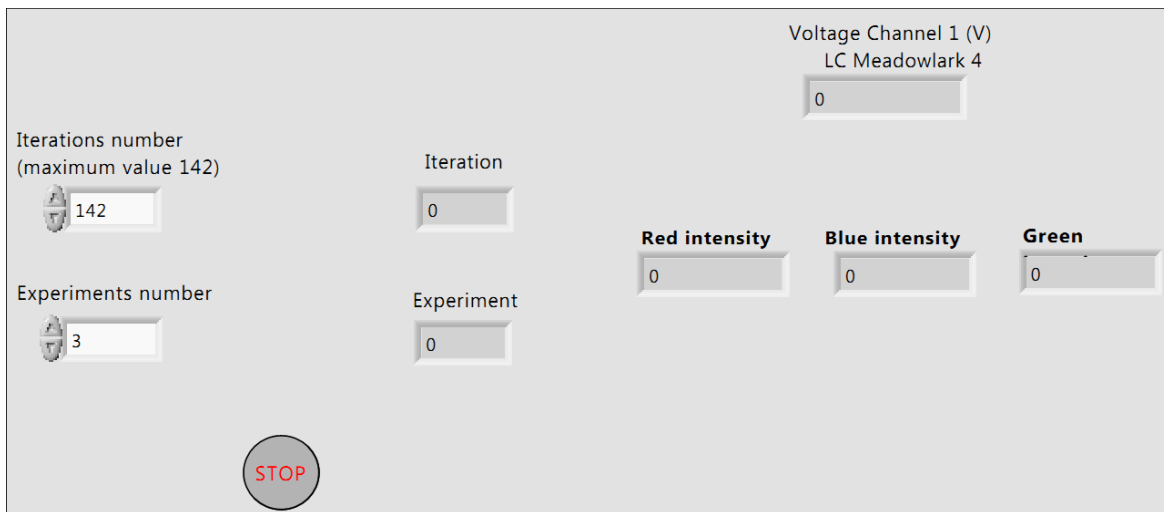 Voltage Channel 1 (V)
LC Meadowlark 4
0
Iterations number
(maximum value 142)
142
Iteration
0
Red intensity
0
Blue intensity
0
Green
0
Experiments number
3
Experiment
0
STOP